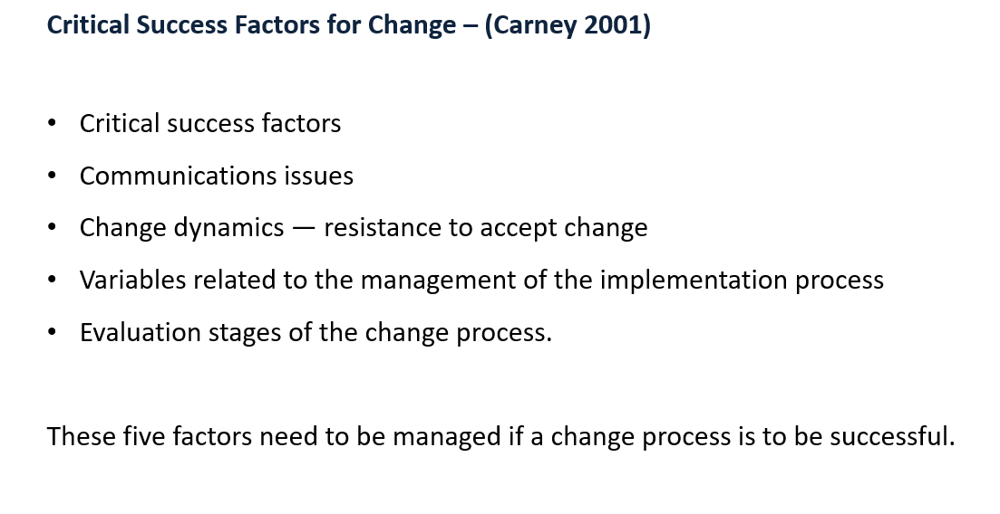 Critical Success Factors for Change – (Carney 2001)
• Critical success factors
• Communications issues
• Change dynamics — resistance to accept change
• Variables related to the management of the implementation process
• Evaluation stages of the change process.
These five factors need to be managed if a change process is to be successful.